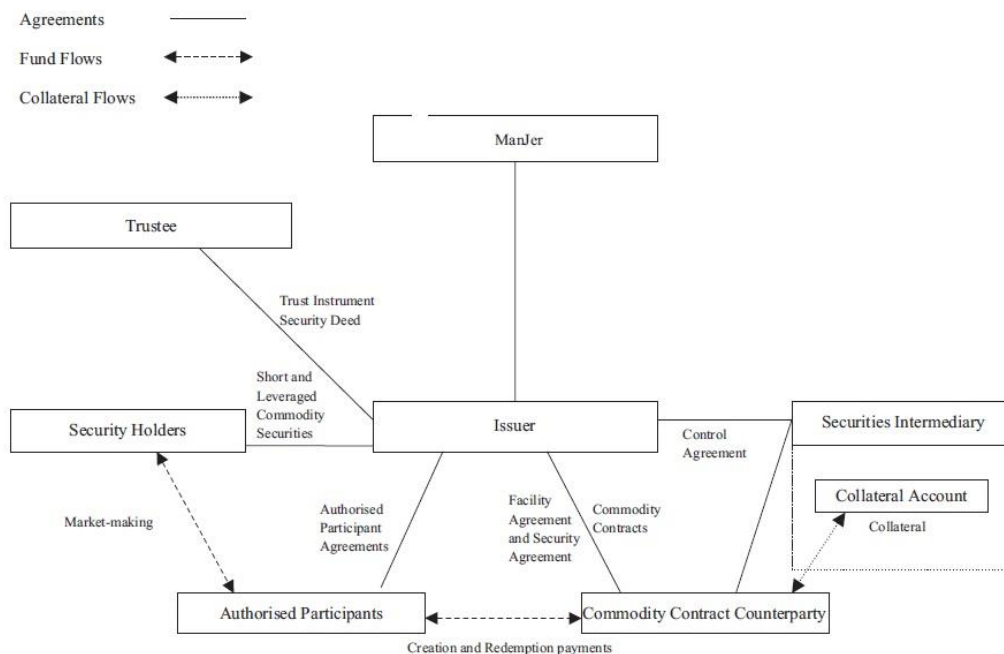 Agreements
Fund Flows
Collateral Flows
ManJer
Trustee
Trust Instrument
Security Deed
Short and
Leveraged
Commodity
Securities
Security Holders
Issuer
Securities Intermediary
Control
Agreement
Collateral Account
Collateral
Market-making
Authorised
Participant
Agreements
Facility
Agreement
and Security
Agreement
Commodity
Contracts
Authorised Participants
Commodity Contract Counterparty
Creation and Redemption payments